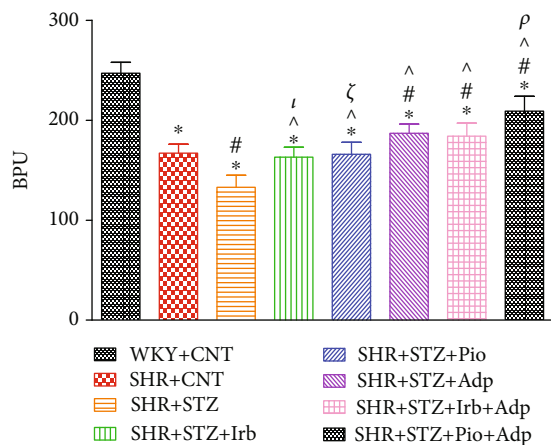 300
200
100
0
BPU
*
#
*
ι
^
*
ζ
^
*
^
#
*
^
#
*
ρ
^
#
*
WKY+CNT
SHR+CNT
SHR+STZ
SHR+STZ+Irb
SHR+STZ+Pio
SHR+STZ+Adp
SHR+STZ+Irb+Adp
SHR+STZ+Pio+Adp